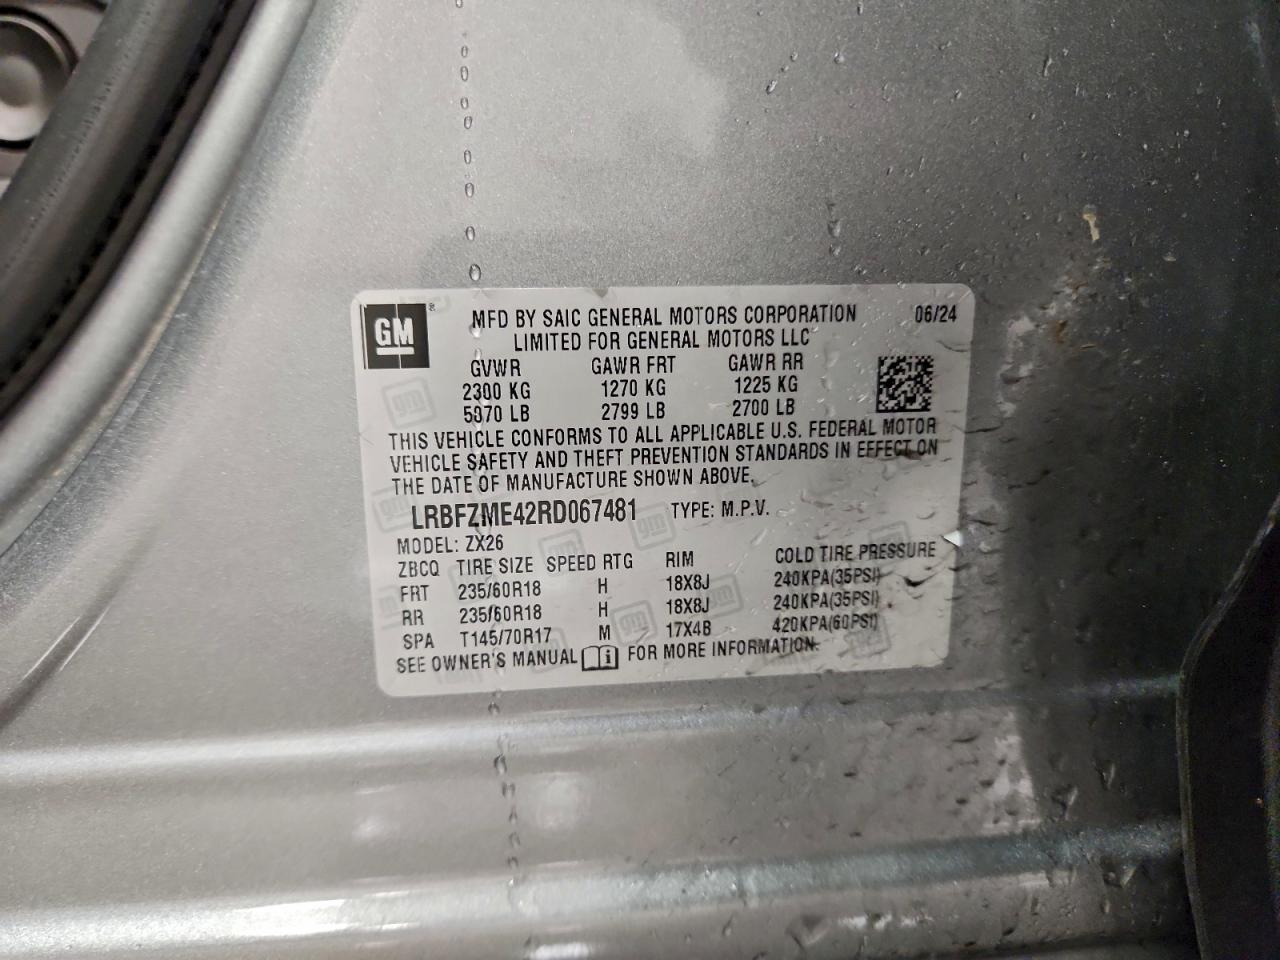 GM ® MFD BY SAIC GENERAL MOTORS CORPORATION 06/24
LIMITED FOR GENERAL MOTORS LLC
GVWR GAWR FRT GAWR RR
2300 KG 1270 KG 1225 KG
5070 LB 2799 LB 2700 LB
THIS VEHICLE CONFORMS TO ALL APPLICABLE U.S. FEDERAL MOTOR
VEHICLE SAFETY AND THEFT PREVENTION STANDARDS IN EFFECT ON
THE DATE OF MANUFACTURE SHOWN ABOVE.
LRBFZME42RD067481 TYPE: M.P.V.
MODEL: ZX26
ZBCQ TIRE SIZE SPEED RTG RIM COLD TIRE PRESSURE
FRT 235/60R18 H 18X8J 240KPA(35PSI)
RR 235/60R18 H 18X8J 240KPA(35PSI)
SPA T145/70R17 M 17X4B 420KPA(60PSI)
SEE OWNER'S MANUAL i FOR MORE INFORMATION.